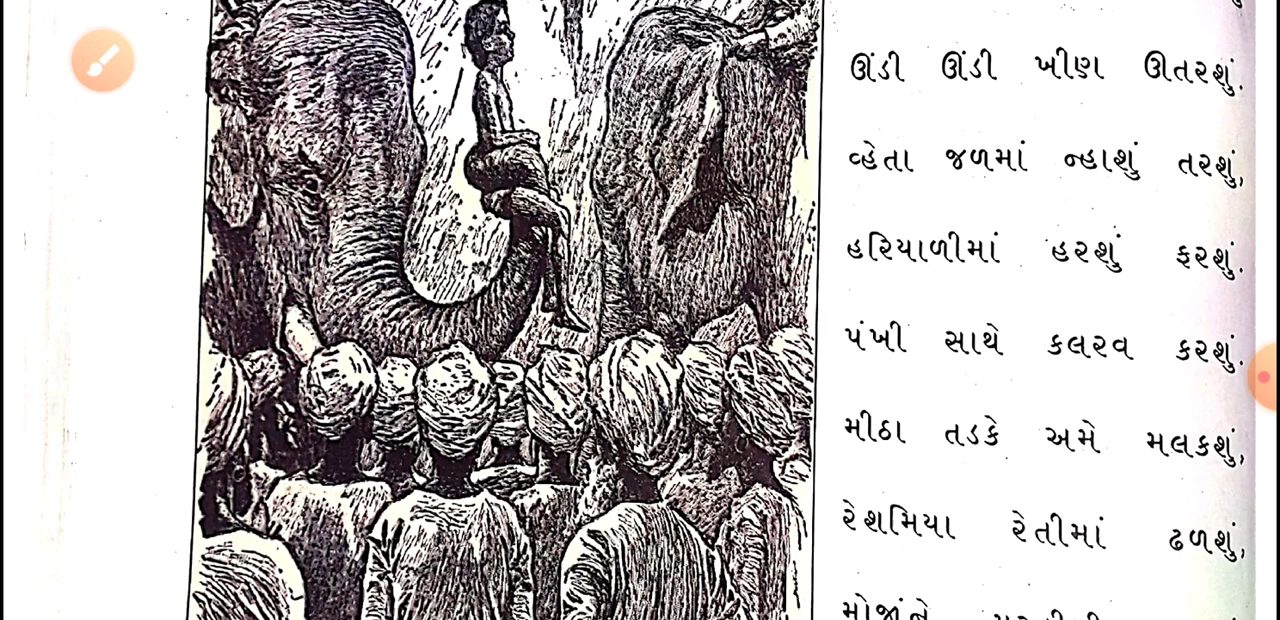 ઊંડી ઊંડી ખીણ ઊતરશું.
વ્હેતા જળમાં ન્હાશું તરશું,
હરિયાળીમાં હરશું ફરશું.
પંખી સાથે કલરવ કરશું.
મીઠા તડકે અમે મલકશું,
રેશમિયા રેતીમાં ઢળશું,
મોજાંને